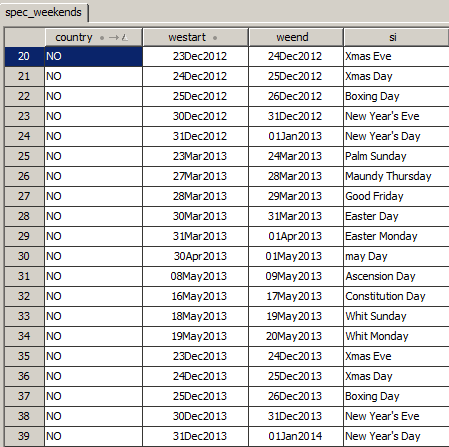 spec_weekends
country westart weend si
20 NO 23Dec2012 24Dec2012 Xmas Eve
21 NO 24Dec2012 25Dec2012 Xmas Day
22 NO 25Dec2012 26Dec2012 Boxing Day
23 NO 30Dec2012 31Dec2012 New Year's Eve
24 NO 31Dec2012 01Jan2013 New Year's Day
25 NO 23Mar2013 24Mar2013 Palm Sunday
26 NO 27Mar2013 28Mar2013 Maundy Thursday
27 NO 28Mar2013 29Mar2013 Good Friday
28 NO 30Mar2013 31Mar2013 Easter Day
29 NO 31Mar2013 01Apr2013 Easter Monday
30 NO 30Apr2013 01May2013 may Day
31 NO 08May2013 09May2013 Ascension Day
32 NO 16May2013 17May2013 Constitution Day
33 NO 18May2013 19May2013 Whit Sunday
34 NO 19May2013 20May2013 Whit Monday
35 NO 23Dec2013 24Dec2013 Xmas Eve
36 NO 24Dec2013 25Dec2013 Xmas Day
37 NO 25Dec2013 26Dec2013 Boxing Day
38 NO 30Dec2013 31Dec2013 New Year's Eve
39 NO 31Dec2013 01Jan2014 New Year's Day